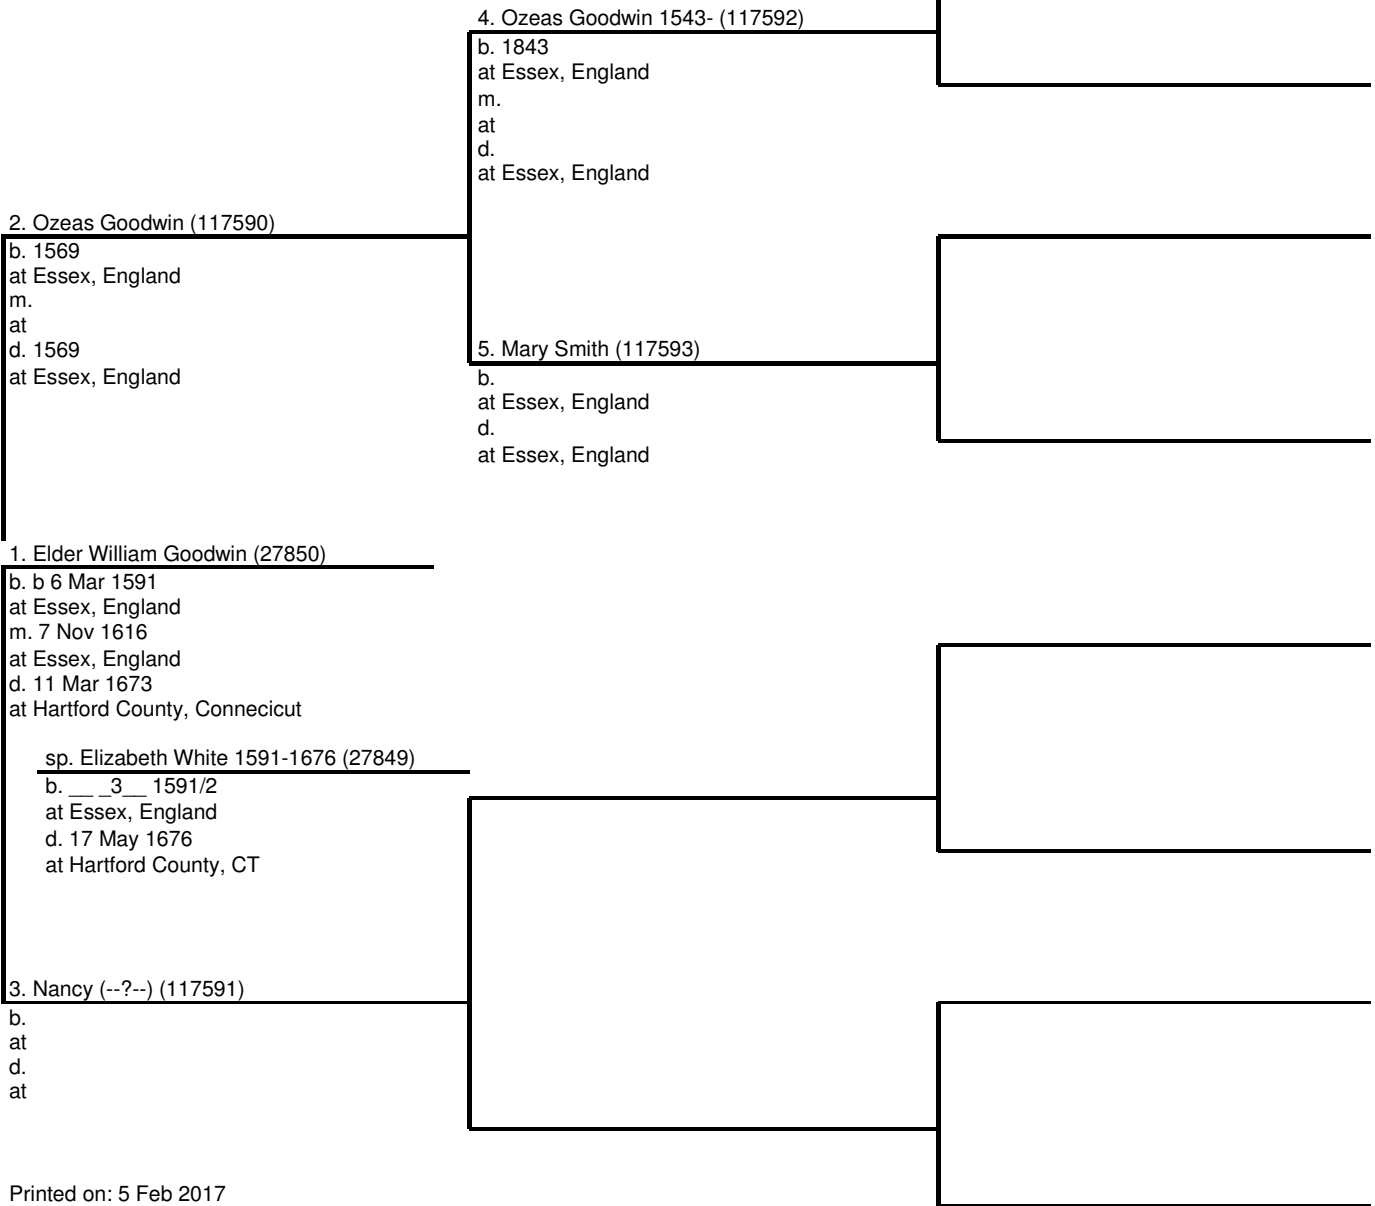 4. Ozeas Goodwin 1543- (117592)
b. 1843
at Essex, England
m.
at
d.
at Essex, England
2. Ozeas Goodwin (117590)
b. 1569
at Essex, England
m.
at
d. 1569
at Essex, England
5. Mary Smith (117593)
b.
at Essex, England
d.
at Essex, England
1. Elder William Goodwin (27850)
b. b 6 Mar 1591
at Essex, England
m. 7 Nov 1616
at Essex, England
d. 11 Mar 1673
at Hartford County, Connecicut
sp. Elizabeth White 1591-1676 (27849)
b. __ _3__ 1591/2
at Essex, England
d. 17 May 1676
at Hartford County, CT
3. Nancy (--?--) (117591)
b.
at
d.
at
Printed on: 5 Feb 2017